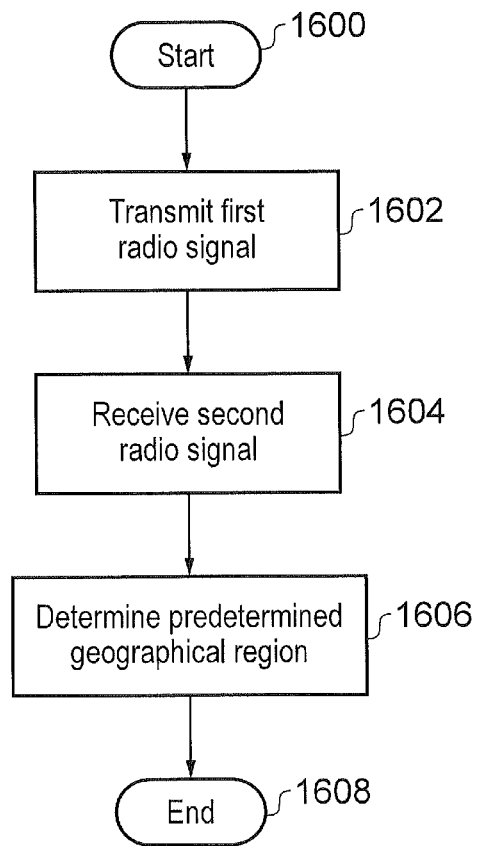 Start
1600
Transmit first
radio signal
1602
Receive second
radio signal
1604
Determine predetermined
geographical region
1606
End
1608